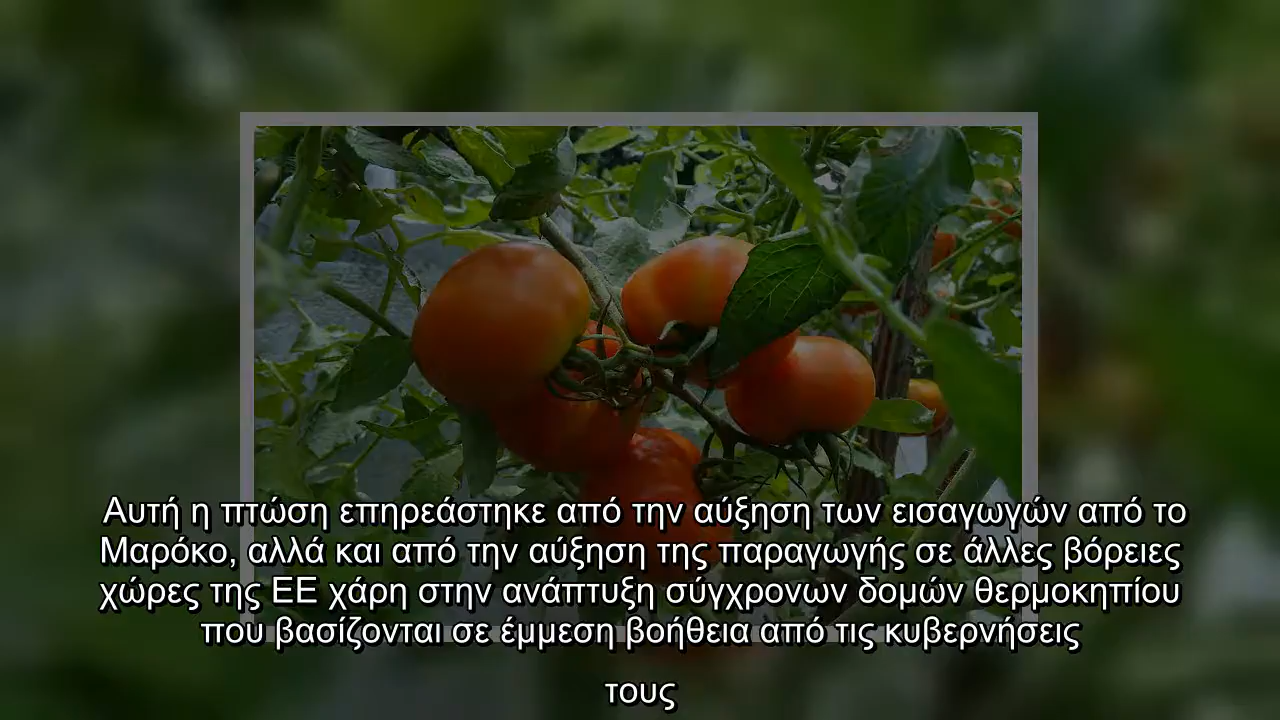 Αυτή η πτώση επηρεάστηκε από την αύξηση των εισαγωγών από το
Μαρόκο, αλλά και από την αύξηση της παραγωγής σε άλλες βόρειες
χώρες της ΕΕ χάρη στην ανάπτυξη σύγχρονων δομών θερμοκηπίου
που βασίζονται σε έμμεση βοήθεια από τις κυβερνήσεις
τους